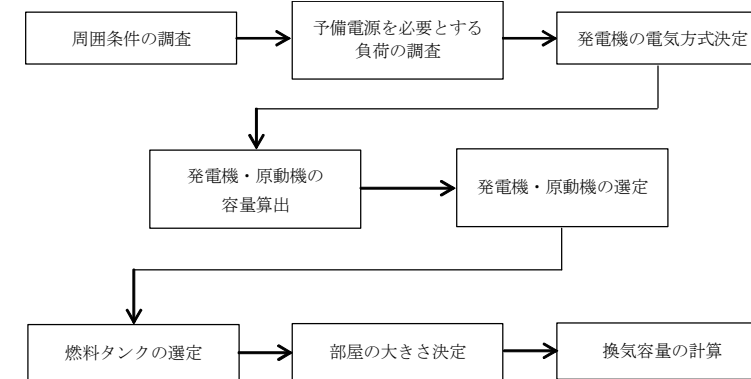 周囲条件の調査
予備電源を必要とする
負荷の調査
発電機の電気方式決定
発電機・原動機の
容量算出
発電機・原動機の選定
燃料タンクの選定
部屋の大きさ決定
換気容量の計算